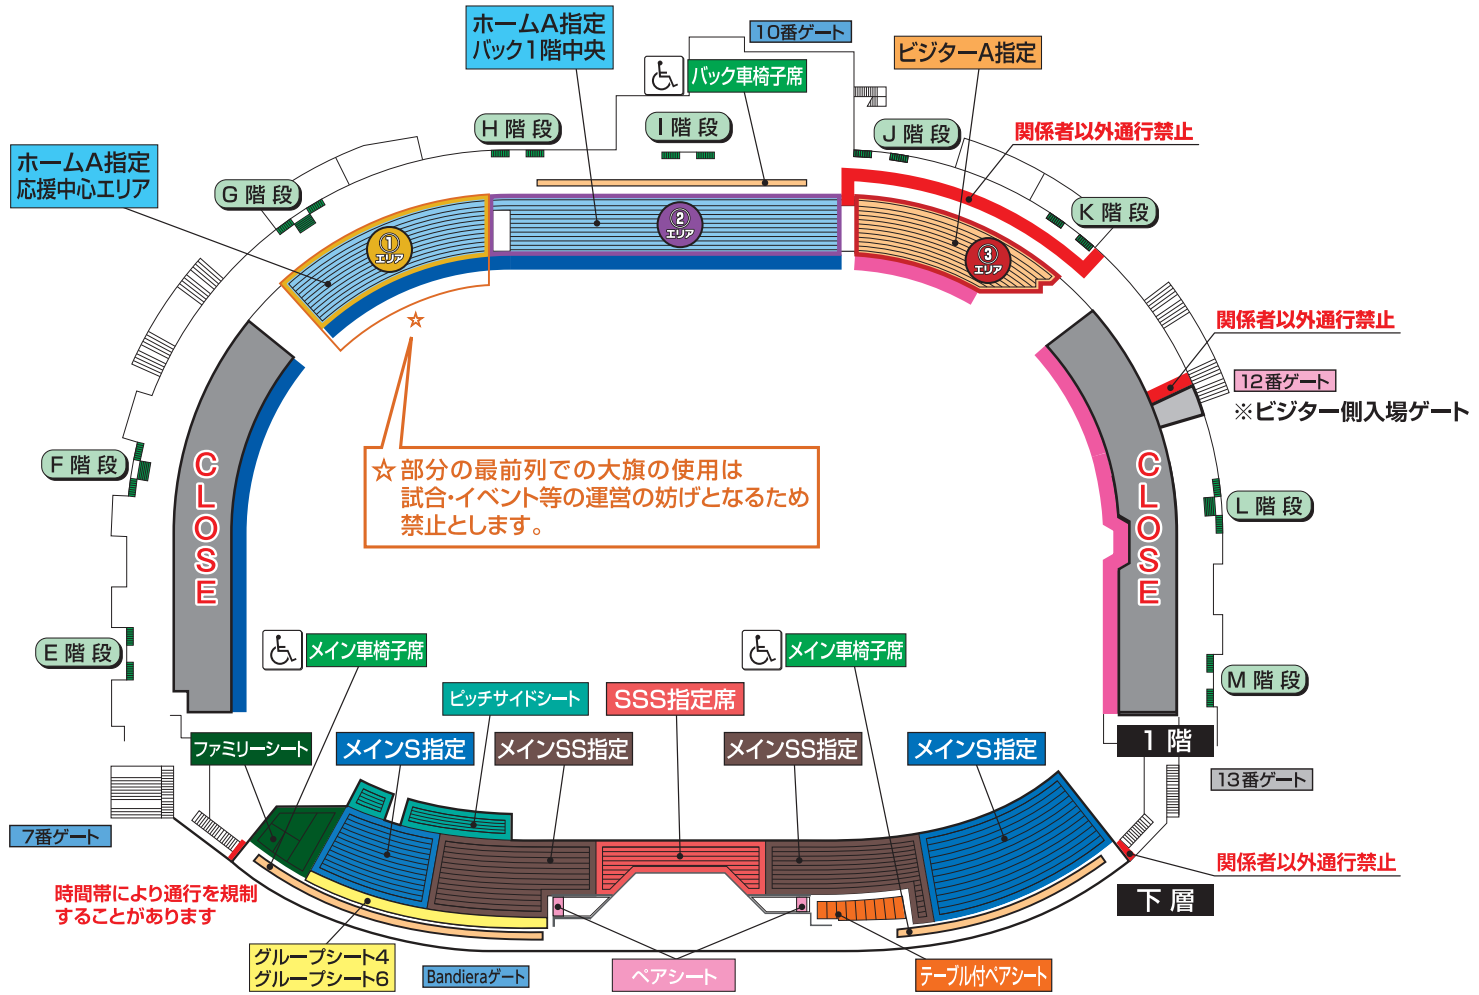 ホームA指定
バック1階中央
10番ゲート
ビジターA指定
バック車椅子席
H 階 段
I 階 段
J 階 段
関係者以外通行禁止
ホームA指定
応援中心エリア
G 階 段
K 階 段
①
エリア
②
エリア
③
エリア
☆
関係者以外通行禁止
12番ゲート
※ビジター側入場ゲート
F 階 段
CLOSE
☆ 部分の最前列での大旗の使用は
試合・イベント等の運営の妨げとなるため
禁止とします。
CLOSE
L 階 段
E 階 段
メイン車椅子席
メイン車椅子席
M 階 段
ピッチサイドシート
SSS指定席
ファミリーシート
メインS指定
メインSS指定
メインSS指定
メインS指定
1 階
13番ゲート
7番ゲート
関係者以外通行禁止
時間帯により通行を規制
することがあります
下 層
グループシート4
グループシート6
Bandieraゲート
ペアシート
テーブル付ペアシート